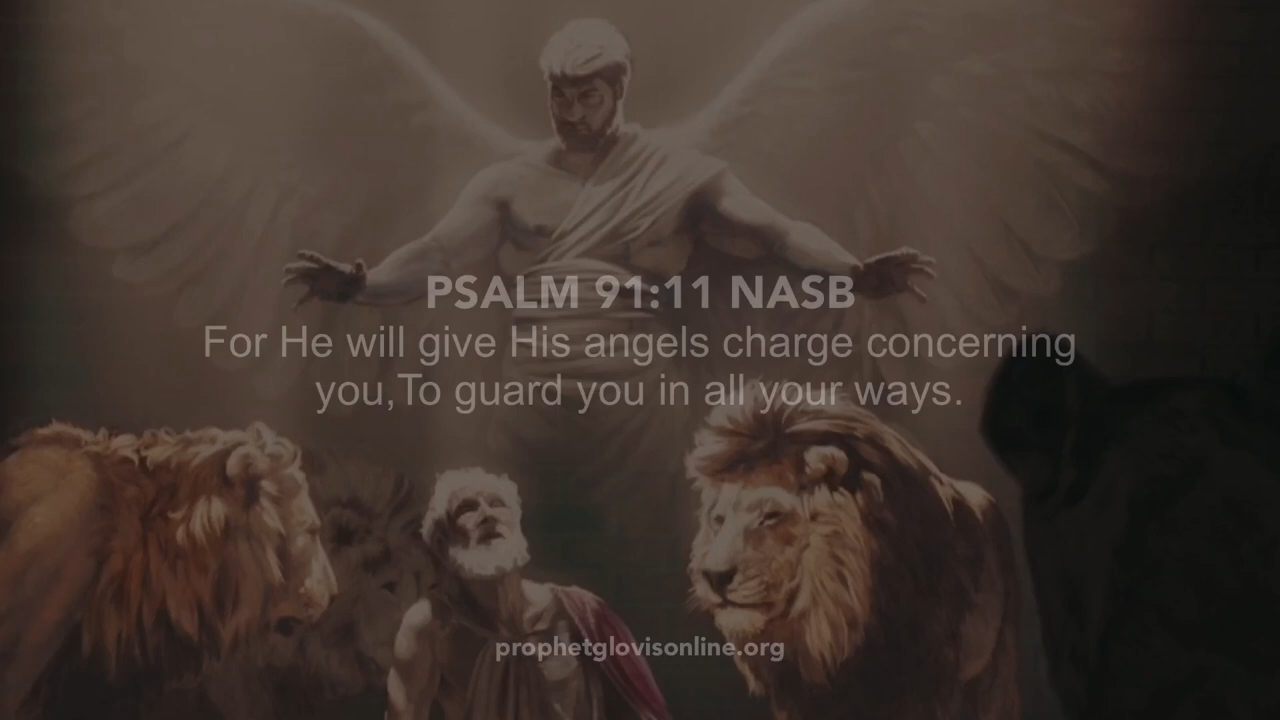 PSALM 91:11 NASB
For He will give His angels charge concerning
you,To guard you in all your ways.
prophetglovisonline.org